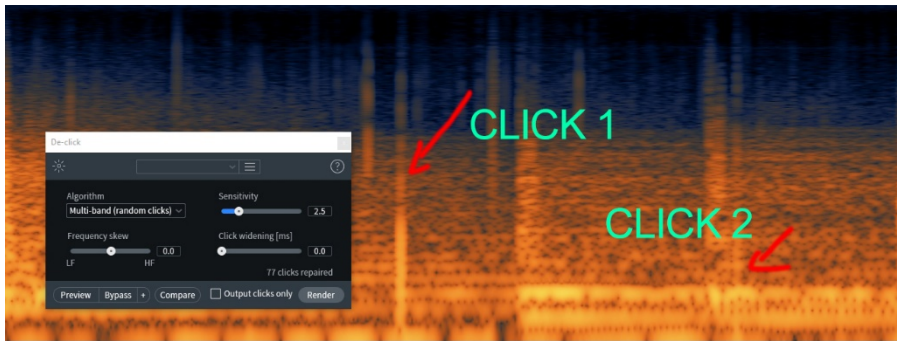 CLICK 1
De-click
?
Algorithm
Sensitivity
Multi-band (random clicks)
2.5
Frequency skew
Click widening [ms]
0.0
0.0
LF
HF
77 clicks repaired
Preview
Bypass
+
Compare
Output clicks only
Render
CLICK 2